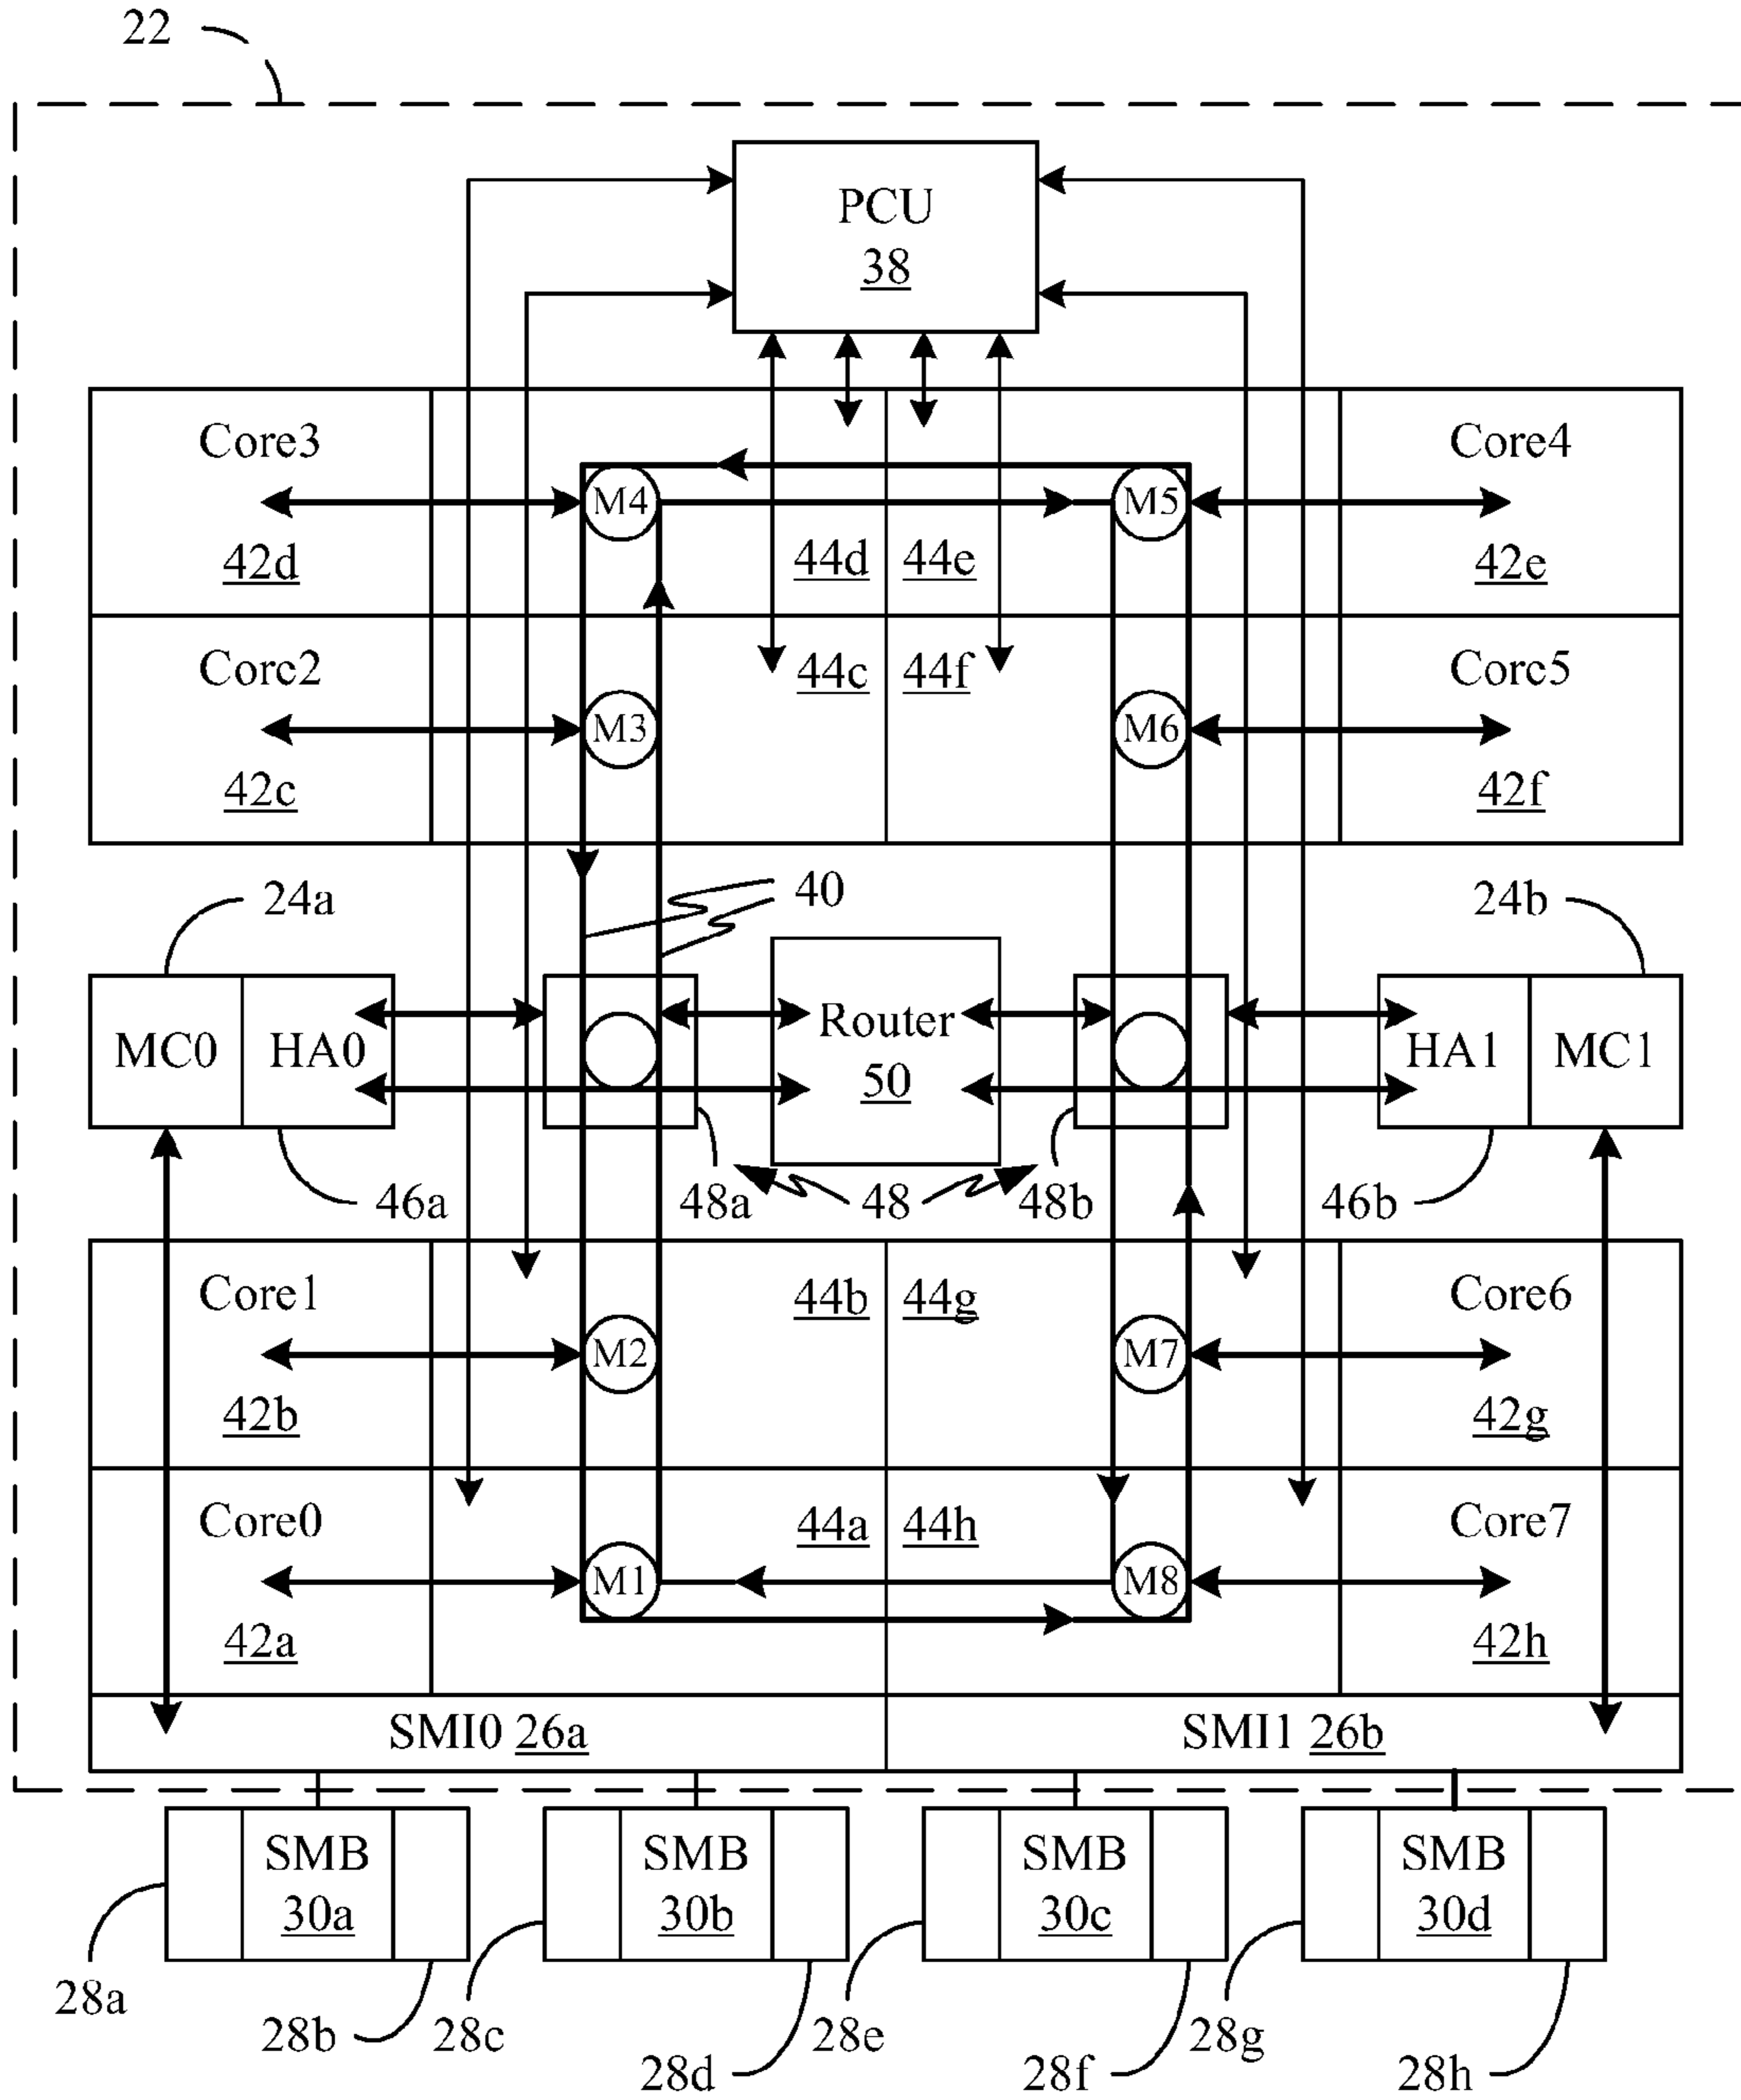 22
PCU
38
Core3
Core4
M4
M5
42d
44d
44e
42e
Corc2
44c
44f
Corc5
M3
M6
42c
42f
24a
40
24b
MC0
HA0
Router
50
HA1
MC1
46a
48a
48
48b
46b
Core1
44b
44g
Core6
M2
M7
42b
42g
Core0
44a
44h
Core7
M1
M8
42a
42h
SMI0 26a
SMI1 26b
SMB
30a
SMB
30b
SMB
30c
SMB
30d
28a
28b
28c
28d
28e
28f
28g
28h